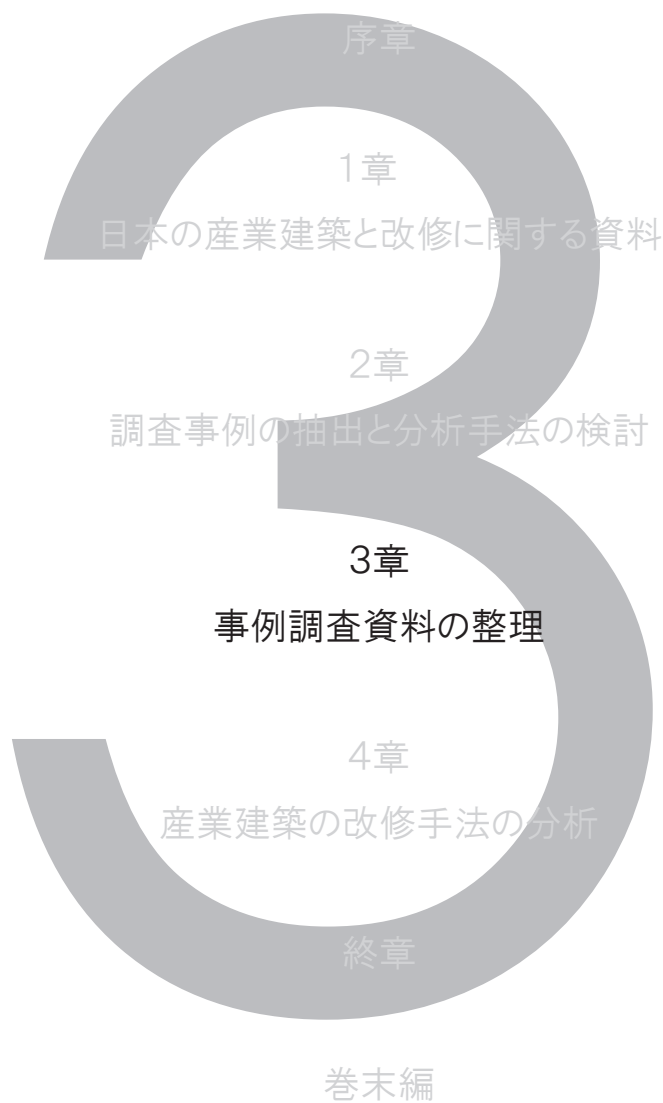 序章
1章
日本の産業建築と改修に関する資料
2章
調査事例の抽出と分析手法の検討
3章
事例調査資料の整理
4章
産業建築の改修手法の分析
終章
巻末編
3